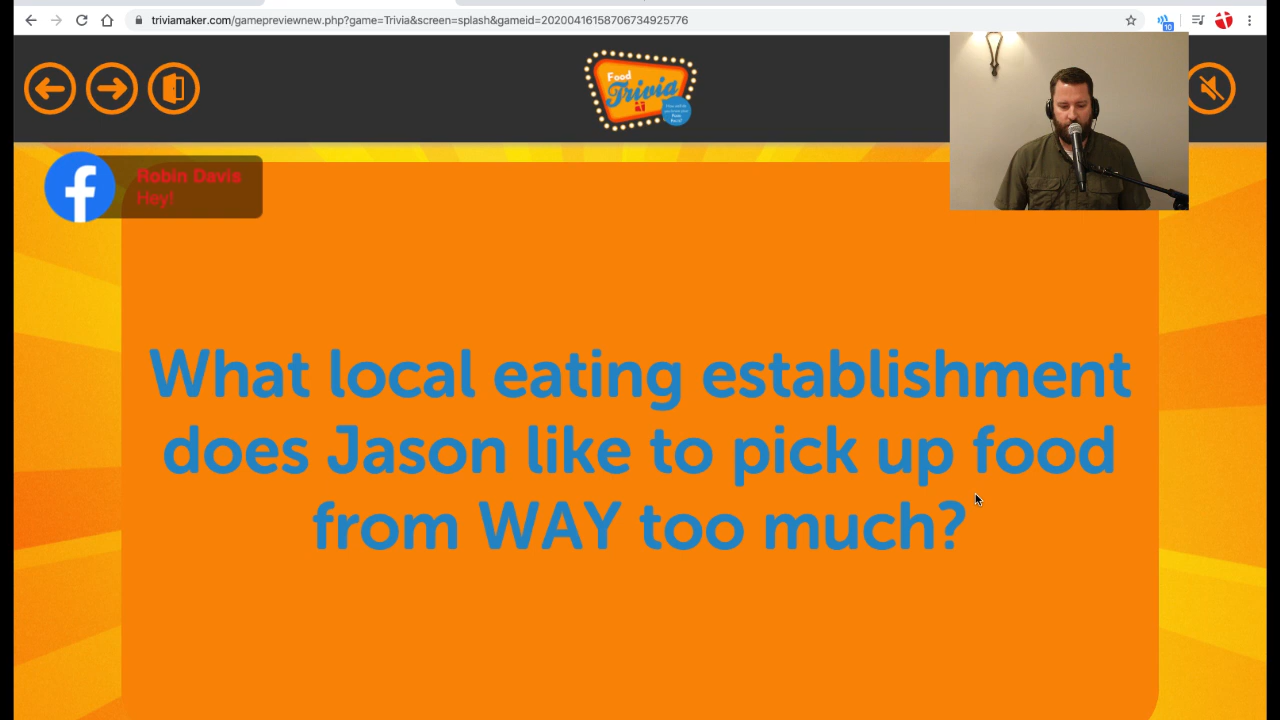 triviamaker.com/gamepreviewnew.php?game=Trivia&screen=splash&gameid=20200416158706734925776
10
Food
Trivia
Robin Davis
Hey!
What local eating establishment
does Jason like to pick up food
from WAY too much?